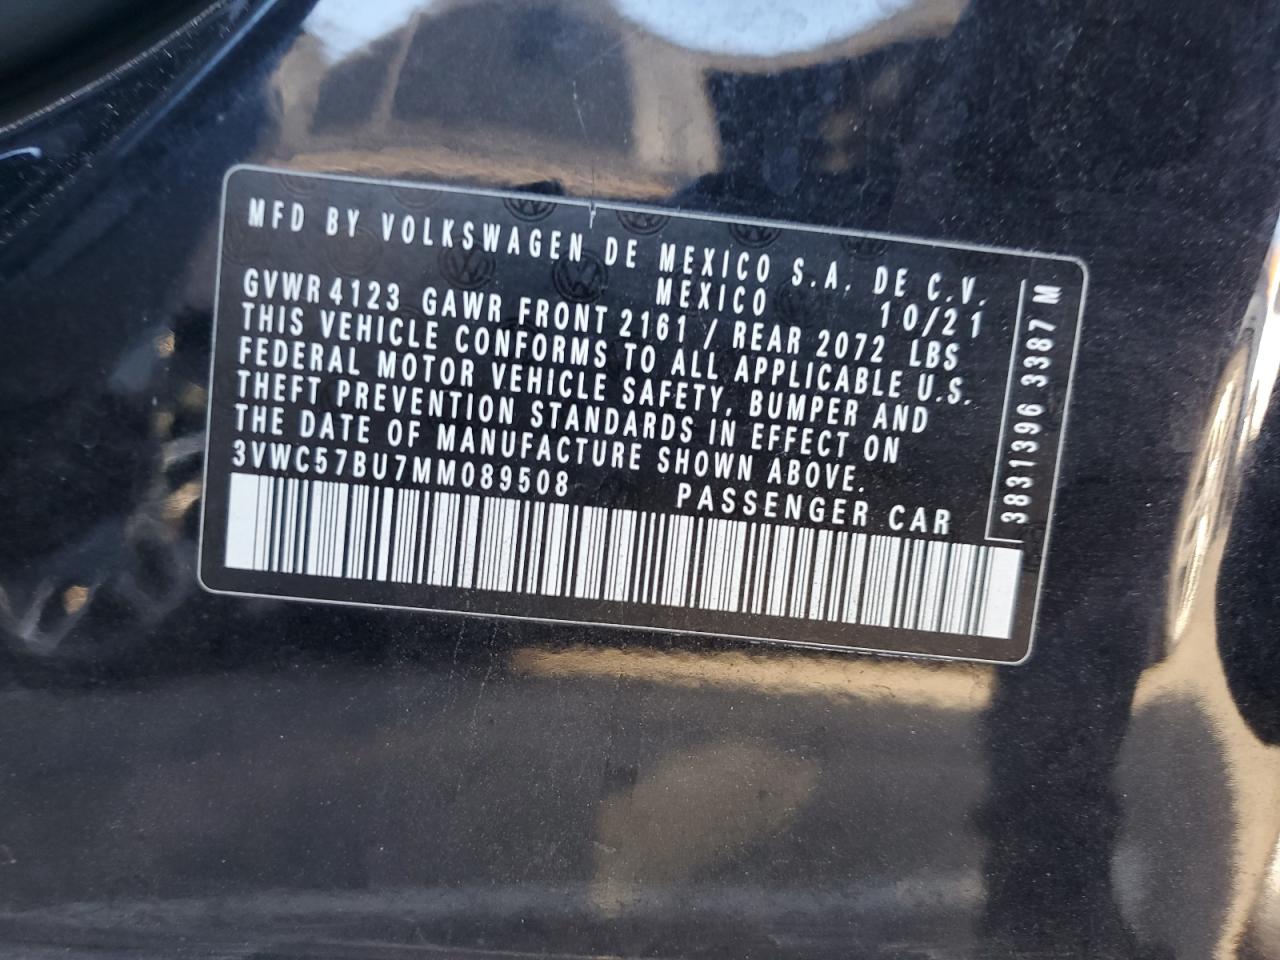 MFD BY VOLKSWAGEN DE MEXICO S.A. DE C.V.
MEXICO 10/21
GVWR 4123 GAWR FRONT 2161 / REAR 2072 LBS
THIS VEHICLE CONFORMS TO ALL APPLICABLE U.S.
FEDERAL MOTOR VEHICLE SAFETY, BUMPER AND
THEFT PREVENTION STANDARDS IN EFFECT ON
THE DATE OF MANUFACTURE SHOWN ABOVE.
3VWC57BU7MM089508 PASSENGER CAR
3831396 3387 M